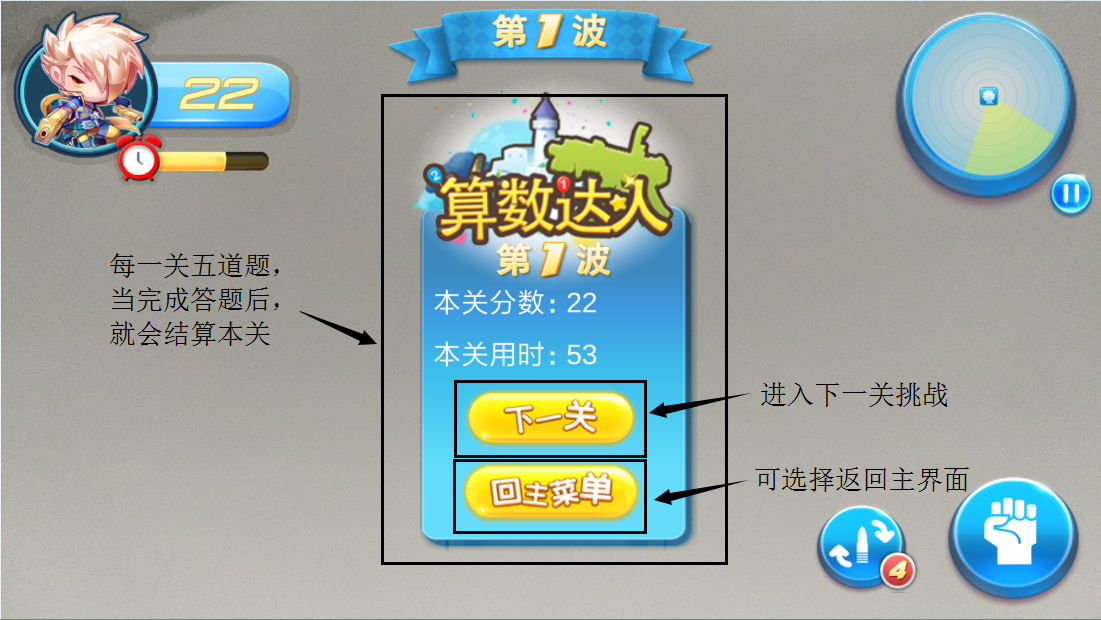 第1波
22
2
1
算数达人
第1波
每一关五道题，
当完成答题后，
就会结算本关
本关分数：22
本关用时：53
下一关
进入下一关挑战
回主菜单
可选择返回主界面
4